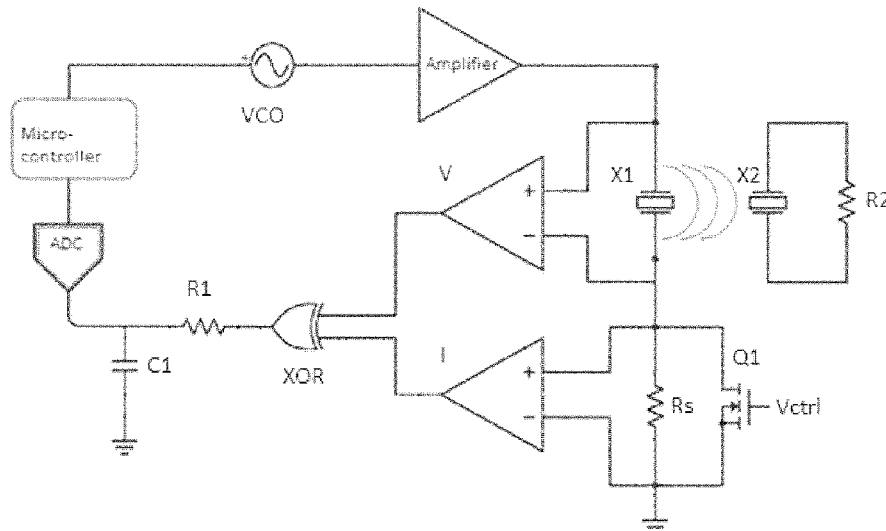 Amplifier
+
VCO
Micro-
controller
V
+
−
X1
X2
R2
ADC
R1
C1
XOR
I
+
−
Rs
Q1
Vctrl